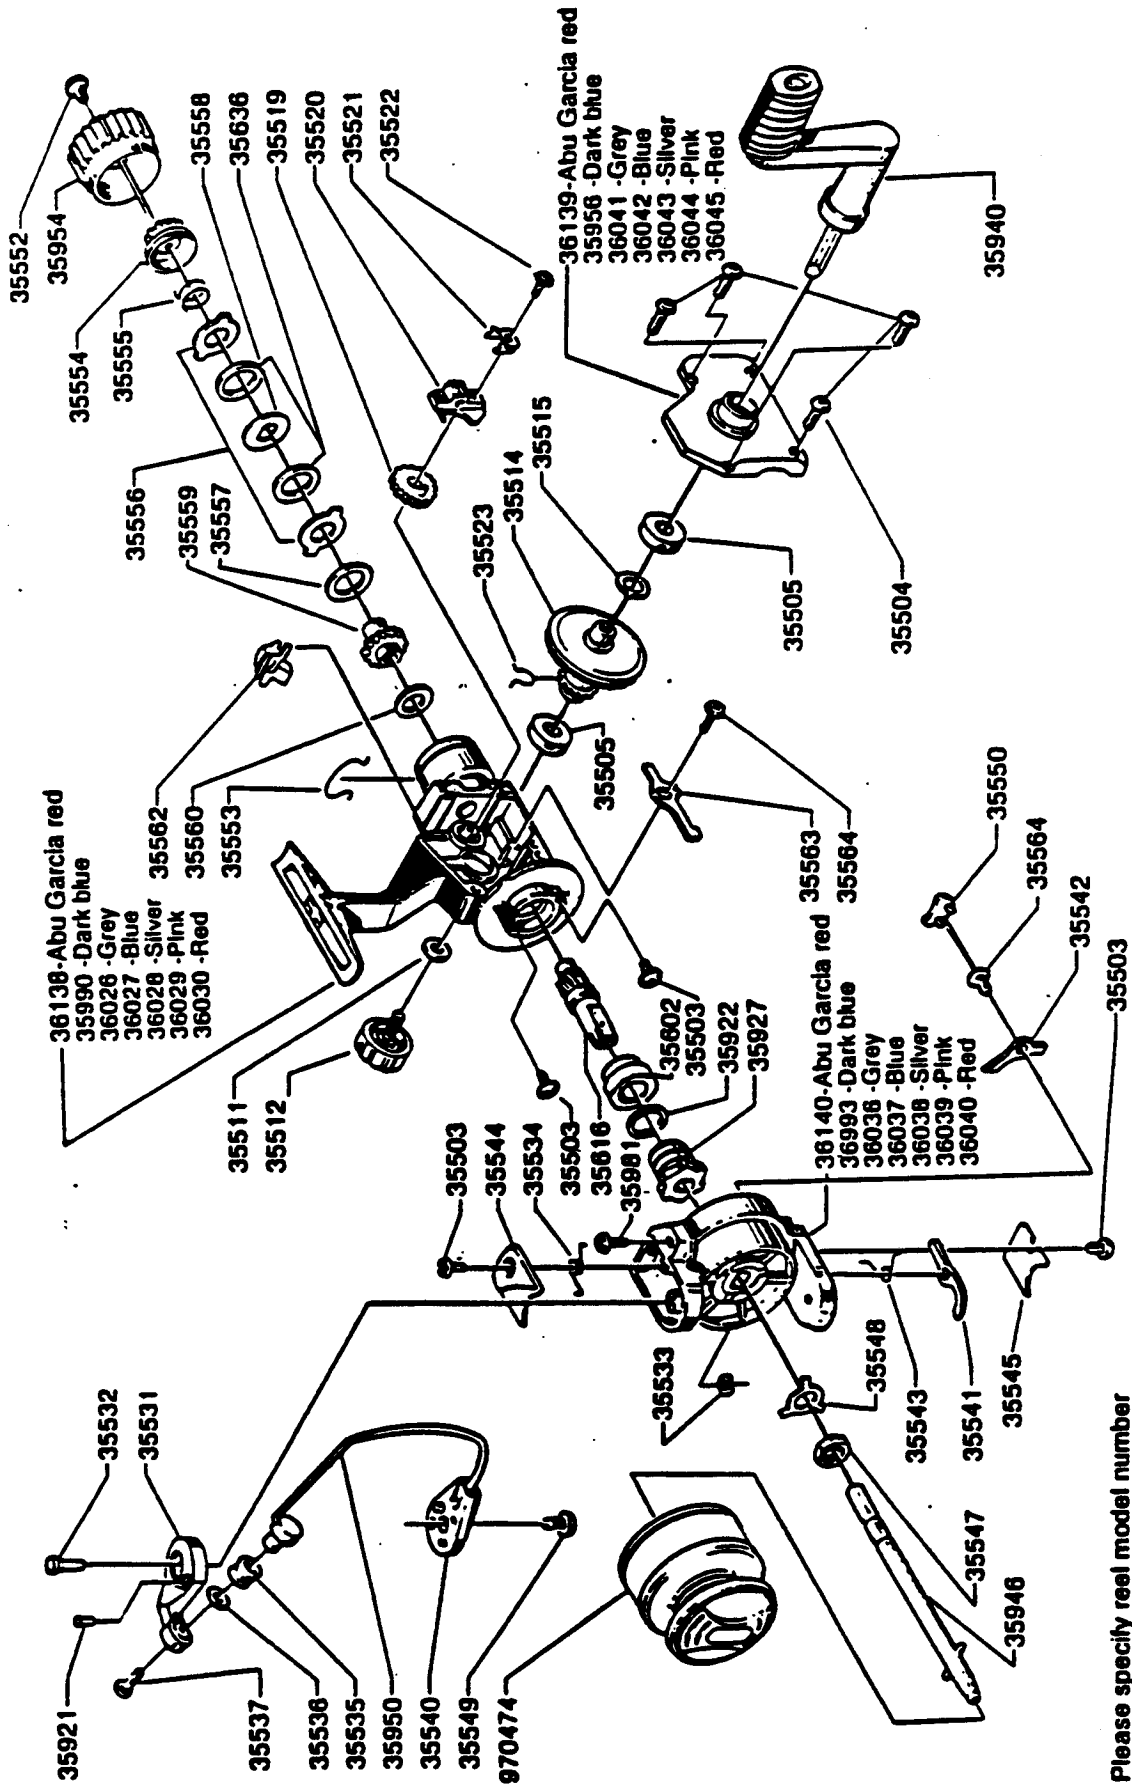 35921
35532
35531
35537
35536
35535
35950
35540
35549
970474
35503
35544
35534
35503
35616
35981
35602
35503
35922
35927
35533
35548
35543
35541
35545
35547
35946
36140-Abu Garcia red
36993 -Dark blue
36036 -Grey
36037 -Blue
36038 -Silver
36039 -Pink
36040 -Red
35550
35564
35542
35503
36138-Abu Garcia red
35990 -Dark blue
36026 -Grey
36027 -Blue
36028 -Silver
36029 -Pink
36030 -Red
35511
35512
35562
35560
35553
35505
35563
35564
35556
35559
35557
35523
35514
35515
35505
35504
35552
35954
35554
35555
35558
35636
35519
35520
35521
35522
36139-Abu Garcia red
35956 -Dark blue
36041 -Grey
36042 -Blue
36043 -Silver
36044 -Pink
36045 -Red
35940
Please specify reel model number